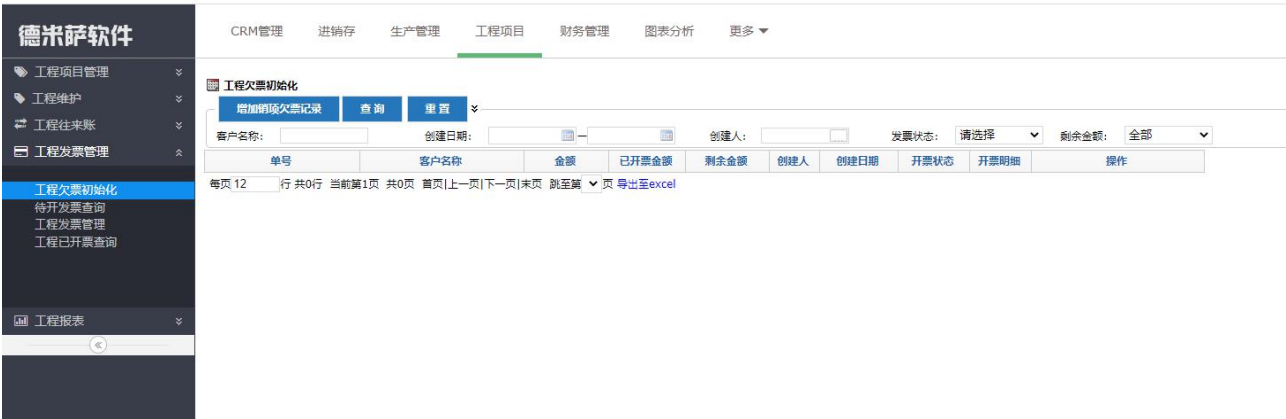 德米萨软件
CRM管理 进销存 生产管理 工程项目 财务管理 图表分析 更多
工程项目管理
工程维护
工程往来账
工程发票管理
工程欠票初始化
待开发票查询
工程发票管理
工程已开票查询
工程报表
工程欠票初始化
增加销项欠票记录 查询 重置
客户名称: 创建日期: — 创建人: 发票状态: 请选择 剩余金额: 全部
单号 客户名称 金额 已开票金额 剩余金额 创建人 创建日期 开票状态 开票明细 操作
每页 12 行 共0行 当前第1页 共0页 首页|上一页|下一页|末页 跳至第 页 导出至excel